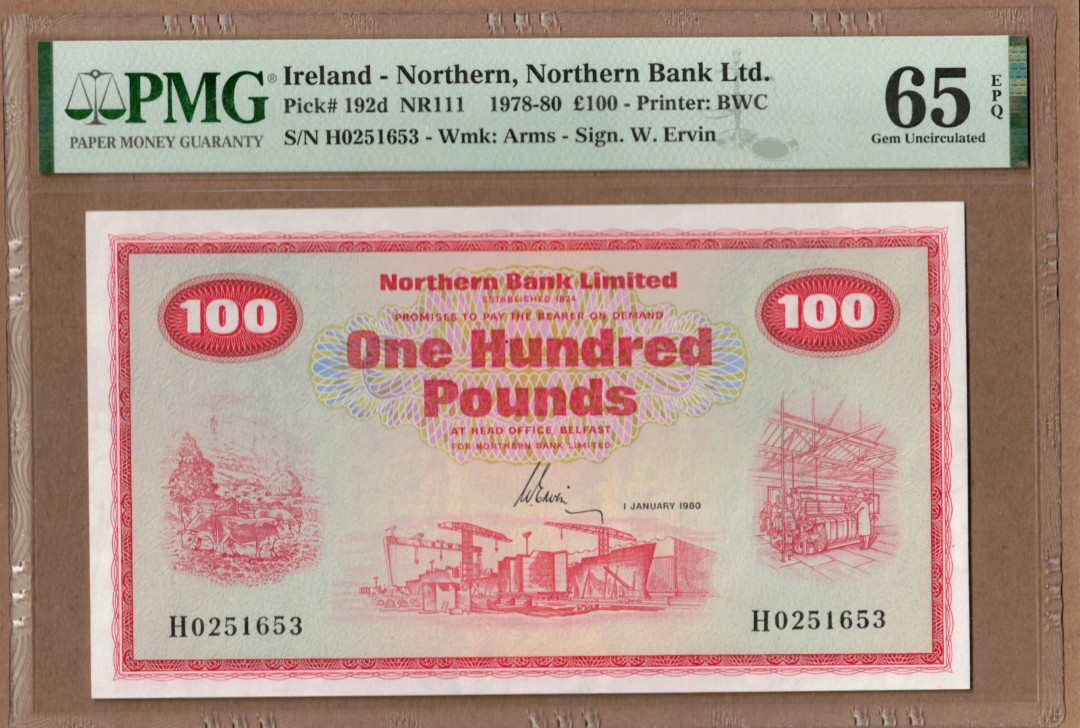 PMG®
PAPER MONEY GUARANTY
Ireland - Northern, Northern Bank Ltd.
Pick# 192d NR111 1978-80 £100 - Printer: BWC
S/N H0251653 - Wmk: Arms - Sign. W. Ervin
65 EPQ
Gem Uncirculated
Northern Bank Limited
ESTABLISHED 1824
100
100
PROMISES TO PAY THE BEARER ON DEMAND
One Hundred
Pounds
AT HEAD OFFICE, BELFAST
FOR NORTHERN BANK LIMITED
W Ervin
1 JANUARY 1980
H0251653
H0251653